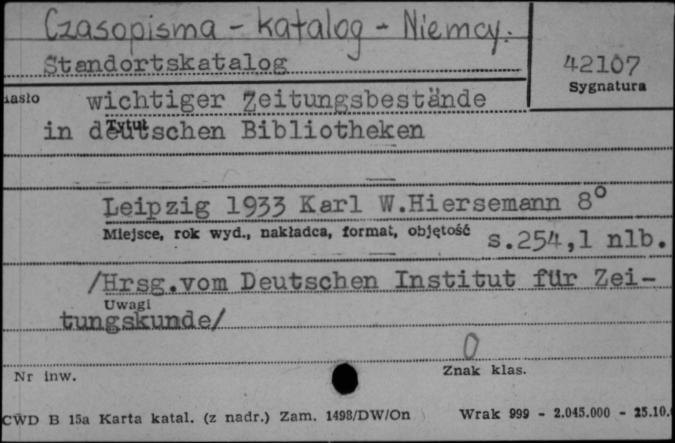 Czasopisma - katalog - Niemcy.
Standortskatalog
42107
Sygnatura
asło wichtiger Zeitungsbestände
in deutschen Bibliotheken
Tytuł
Leipzig 1933 Karl W.Hiersemann 8°
Miejsce, rok wyd., nakładca, format, objętość s.254,1 nlb.
/Hrsg.vom Deutschen Institut für Zei-
Uwagi
tungskunde/
0
Nr inw. Znak klas.
CWD B 15a Karta katal. (z nadr.) Zam. 1498/DW/On Wrak 999 - 2.045.000 - 25.10.